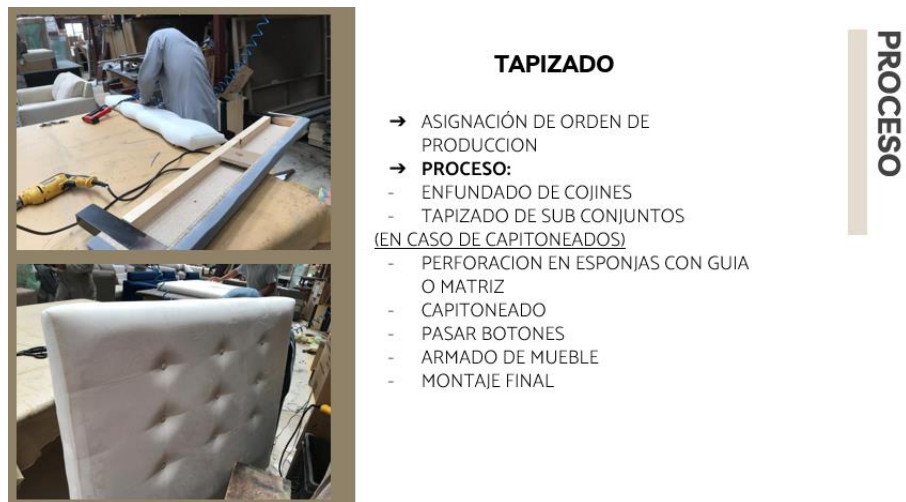 TAPIZADO
➔ ASIGNACIÓN DE ORDEN DE
PRODUCCION
➔ PROCESO:
- ENFUNDADO DE COJINES
- TAPIZADO DE SUB CONJUNTOS
(EN CASO DE CAPITONEADOS)
- PERFORACION EN ESPONJAS CON GUIA
O MATRIZ
- CAPITONEADO
- PASAR BOTONES
- ARMADO DE MUEBLE
- MONTAJE FINAL
PROCESO